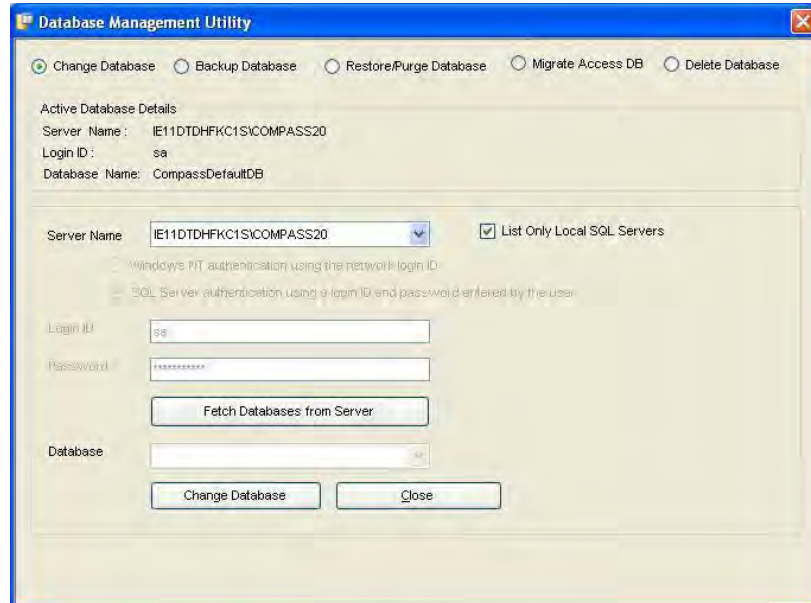 Database Management Utility
Change Database Backup Database Restore/Purge Database Migrate Access DB Delete Database
Active Database Details
Server Name : IE11DTDHFKC1S\COMPASS20
Login ID : sa
Database Name: CompassDefaultDB
Server Name IE11DTDHFKC1S\COMPASS20 List Only Local SQL Servers
Windows NT authentication using the network login ID
SQL Server authentication using a login ID and password entered by the user
Login ID sa
Password ***********
Fetch Databases from Server
Database
Change Database Close